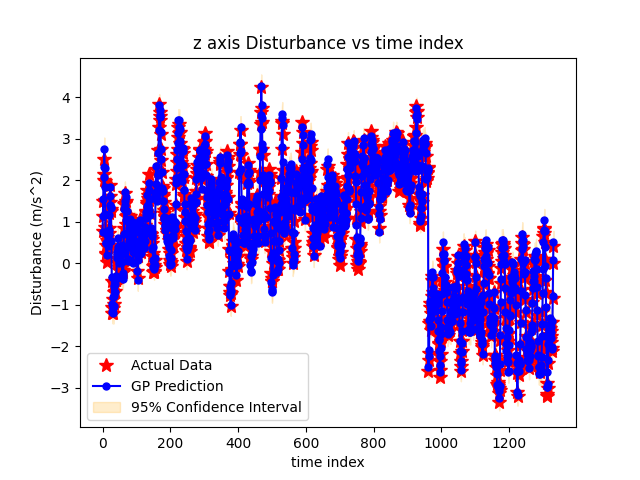 z axis Disturbance vs time index
Disturbance (m/s^2)
4
3
2
1
0
−1
−2
−3
Actual Data
GP Prediction
95% Confidence Interval
0 200 400 600 800 1000 1200
time index